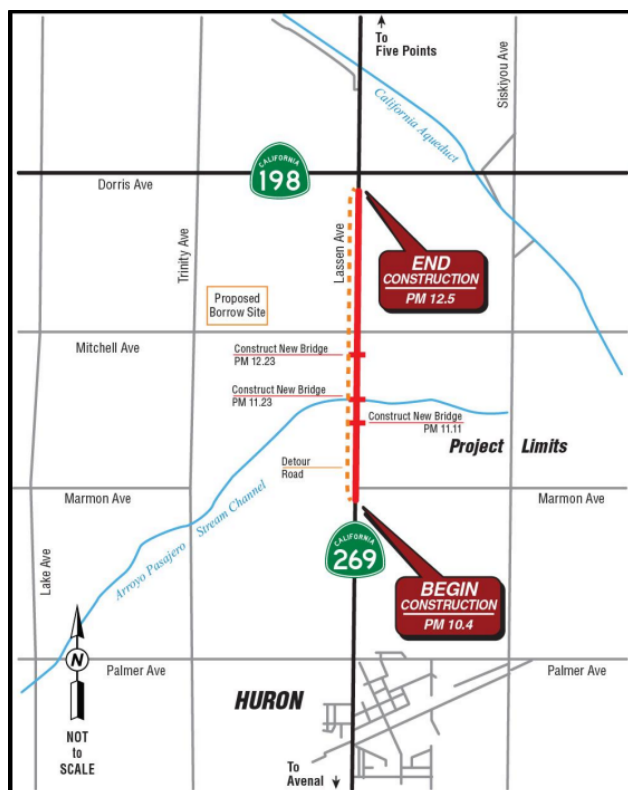 To
Five Points
Siskiyou Ave
California Aqueduct
CALIFORNIA
198
Dorris Ave
Trinity Ave
Lassen Ave
END
CONSTRUCTION
PM 12.5
Proposed
Borrow Site
Mitchell Ave
Construct New Bridge
PM 12.23
Construct New Bridge
PM 11.23
Construct New Bridge
PM 11.11
Project Limits
Detour
Road
Marmon Ave
Marmon Ave
Arroyo Pasajero Stream Channel
Lake Ave
CALIFORNIA
269
BEGIN
CONSTRUCTION
PM 10.4
N
Palmer Ave
Palmer Ave
HURON
NOT
to
SCALE
To
Avenal